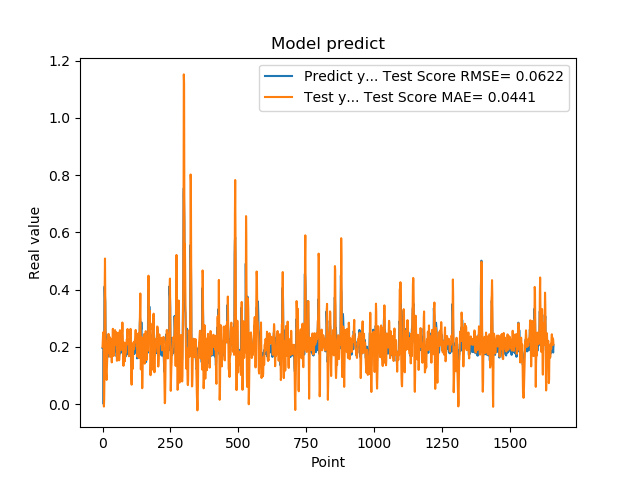 Model predict
Predict y... Test Score RMSE= 0.0622
Test y... Test Score MAE= 0.0441
1.2
1.0
0.8
0.6
0.4
0.2
0.0
Real value
0 250 500 750 1000 1250 1500
Point